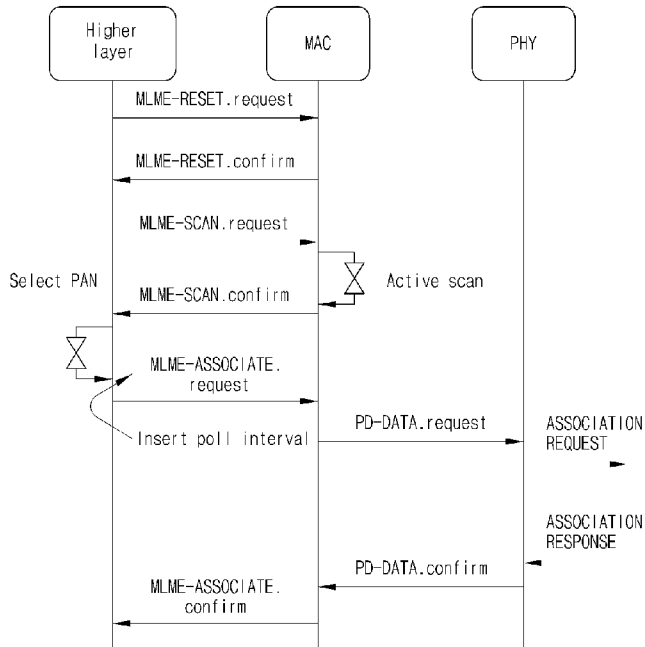 Higher
layer
MAC
PHY
MLME-RESET.request
MLME-RESET.confirm
MLME-SCAN.request
Select PAN
Active scan
MLME-SCAN.confirm
MLME-ASSOCIATE.
request
Insert poll interval
PD-DATA.request
ASSOCIATION
REQUEST
ASSOCIATION
RESPONSE
PD-DATA.confirm
MLME-ASSOCIATE.
confirm